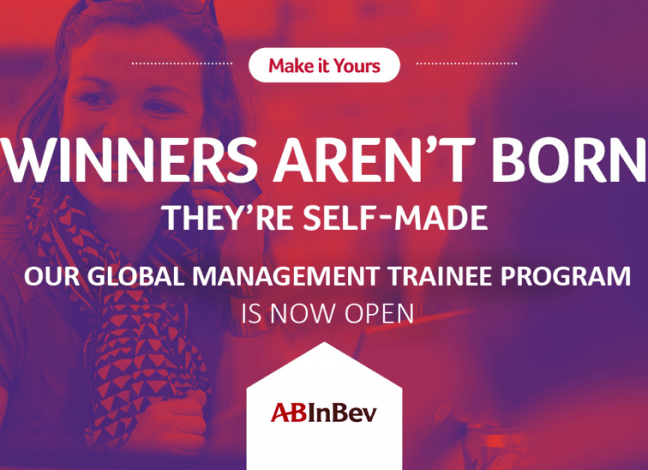 Make it Yours
WINNERS AREN'T BORN
THEY'RE SELF-MADE
OUR GLOBAL MANAGEMENT TRAINEE PROGRAM
IS NOW OPEN
ABInBev